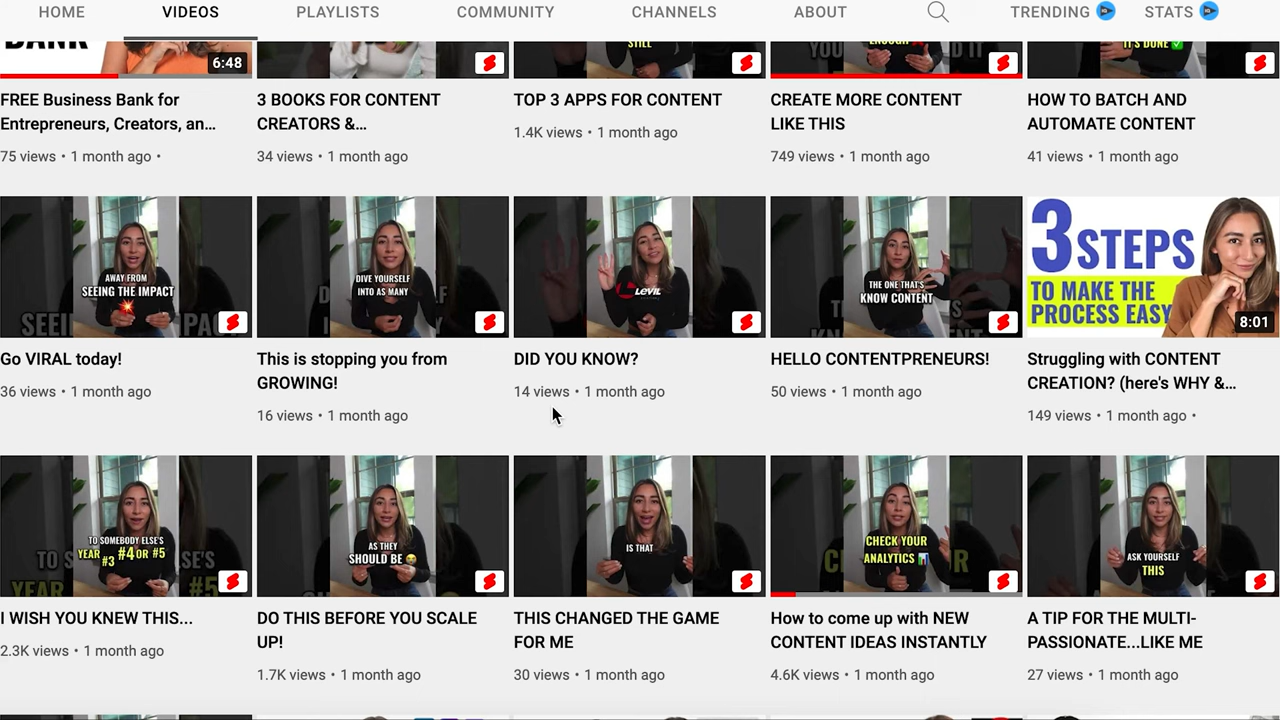 HOME VIDEOS PLAYLISTS COMMUNITY CHANNELS ABOUT TRENDING STATS
BANK
6:48
STILL
YOU
ENOUGH
D IT
IT'S DONE
FREE Business Bank for
Entrepreneurs, Creators, an...
75 views • 1 month ago •
3 BOOKS FOR CONTENT
CREATORS &...
34 views • 1 month ago
TOP 3 APPS FOR CONTENT
1.4K views • 1 month ago
CREATE MORE CONTENT
LIKE THIS
749 views • 1 month ago
HOW TO BATCH AND
AUTOMATE CONTENT
41 views • 1 month ago
AWAY FROM
SEEING THE IMPACT
Go VIRAL today!
36 views • 1 month ago
DIVE YOURSELF
INTO AS MANY
This is stopping you from
GROWING!
16 views • 1 month ago
LEVIL
DID YOU KNOW?
14 views • 1 month ago
THE ONE THAT'S
KNOW CONTENT
HELLO CONTENTPRENEURS!
50 views • 1 month ago
3 STEPS
TO MAKE THE
PROCESS EASY
8:01
Struggling with CONTENT
CREATION? (here's WHY &...
149 views • 1 month ago •
TO SOMEBODY ELSE'S
YEAR #3 #4 OR #5
I WISH YOU KNEW THIS...
2.3K views • 1 month ago
AS THEY
SHOULD BE
DO THIS BEFORE YOU SCALE
UP!
1.7K views • 1 month ago
IS THAT
THIS CHANGED THE GAME
FOR ME
30 views • 1 month ago
CHECK YOUR
ANALYTICS
How to come up with NEW
CONTENT IDEAS INSTANTLY
4.6K views • 1 month ago
ASK YOURSELF
THIS
A TIP FOR THE MULTI-
PASSIONATE...LIKE ME
27 views • 1 month ago